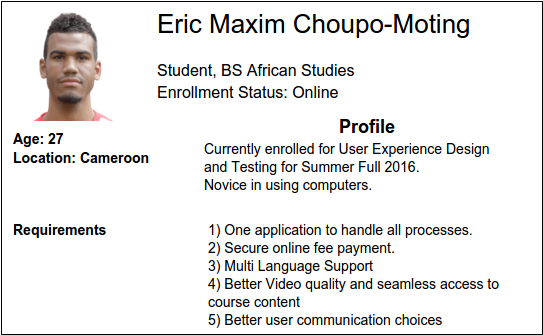 Eric Maxim Choupo-Moting
Student, BS African Studies
Enrollment Status: Online
Age: 27
Location: Cameroon
Profile
Currently enrolled for User Experience Design
and Testing for Summer Full 2016.
Novice in using computers.
Requirements
1) One application to handle all processes.
2) Secure online fee payment.
3) Multi Language Support
4) Better Video quality and seamless access to
course content
5) Better user communication choices